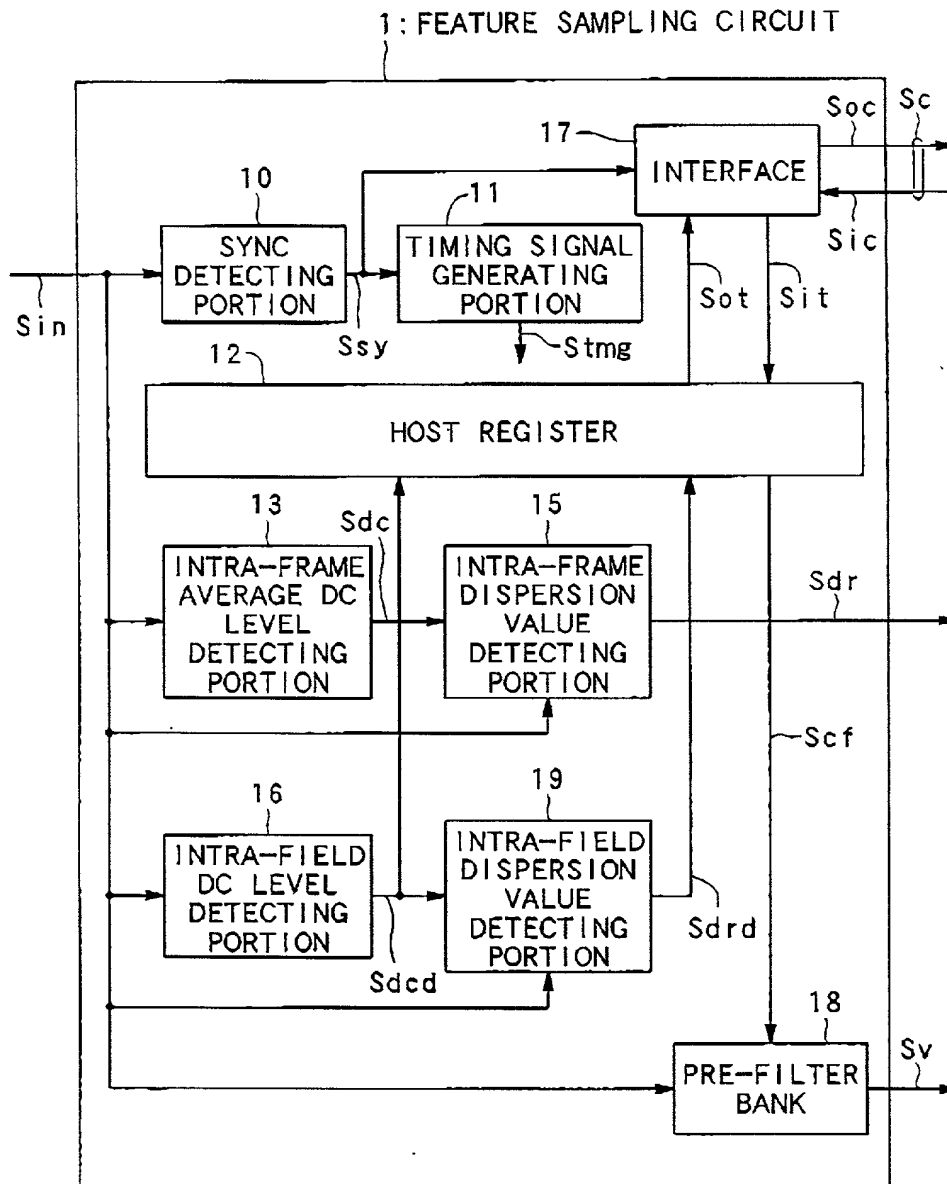 1: FEATURE SAMPLING CIRCUIT
Soc
Sc
17
INTERFACE
Sic
10
SYNC
DETECTING
PORTION
11
TIMING SIGNAL
GENERATING
PORTION
Sin
Ssy
Stmg
Sot
Sit
12
HOST REGISTER
13
INTRA-FRAME
AVERAGE DC
LEVEL
DETECTING
PORTION
Sdc
15
INTRA-FRAME
DISPERSION
VALUE
DETECTING
PORTION
Sdr
Scf
16
INTRA-FIELD
DC LEVEL
DETECTING
PORTION
Sdcd
19
INTRA-FIELD
DISPERSION
VALUE
DETECTING
PORTION
Sdrd
18
PRE-FILTER
BANK
Sv